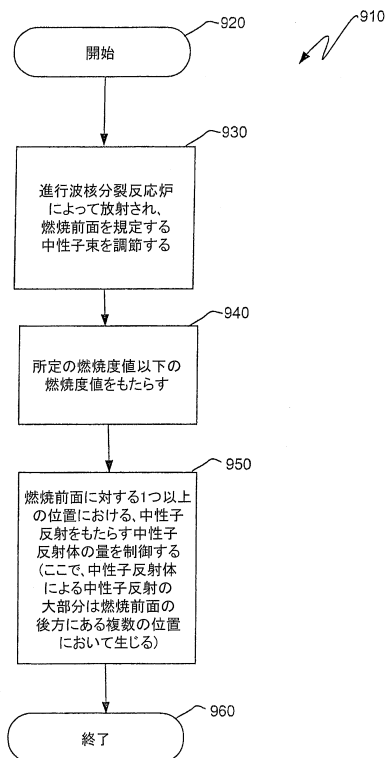 920
910
開始
930
進行波核分裂反応炉
によって放射され、
燃焼前面を規定する
中性子束を調節する
940
所定の燃焼度値以下の
燃焼度値をもたらす
950
燃焼前面に対する1つ以上
の位置における、中性子
反射をもたらす中性子
反射体の量を制御する
(ここで、中性子反射体
による中性子反射の
大部分は燃焼前面の
後方にある複数の位置
において生じる)
960
終了